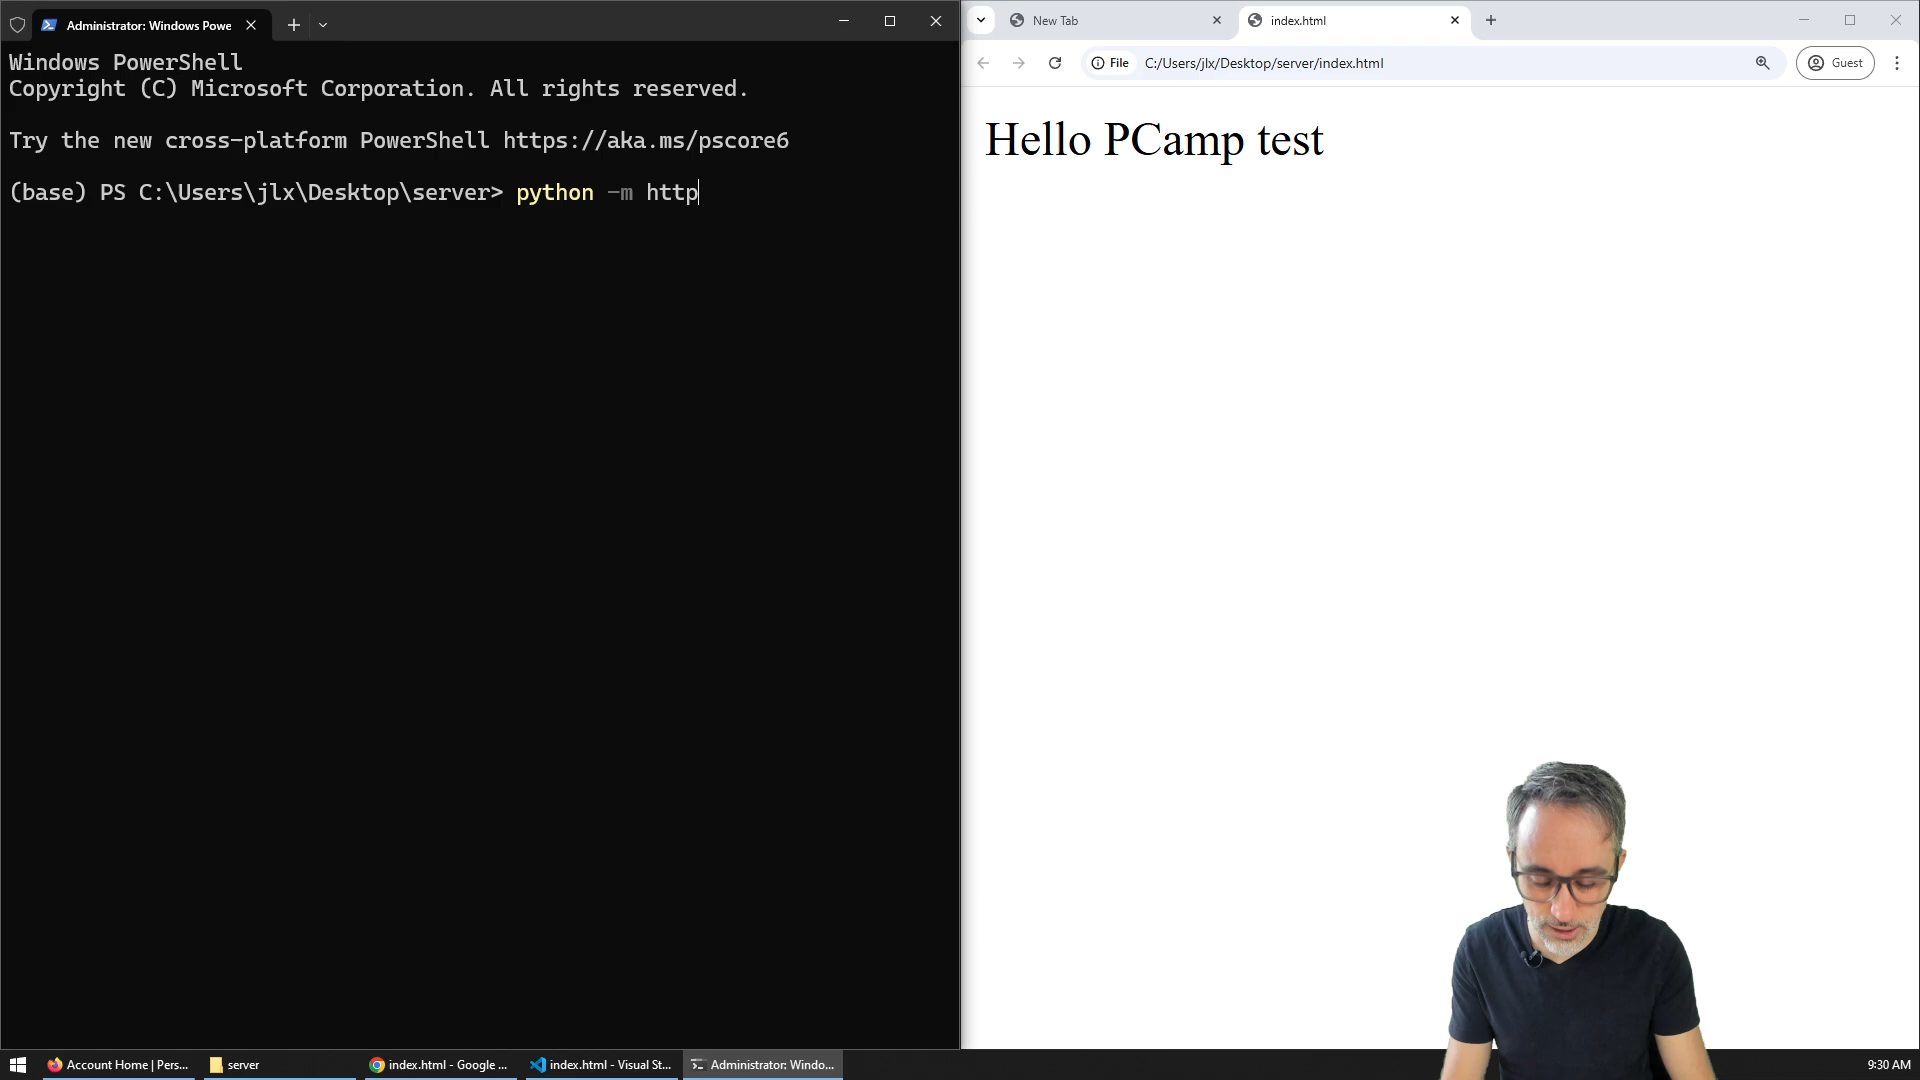 Administrator: Windows Powe
Windows PowerShell
Copyright (C) Microsoft Corporation. All rights reserved.
Try the new cross-platform PowerShell https://aka.ms/pscore6
(base) PS C:\Users\jlx\Desktop\server> python -m http
New Tab
index.html
File
C:/Users/jlx/Desktop/server/index.html
Guest
Hello PCamp test
Account Home | Pers...
server
index.html - Google ...
index.html - Visual St...
Administrator: Windo...
9:30 AM